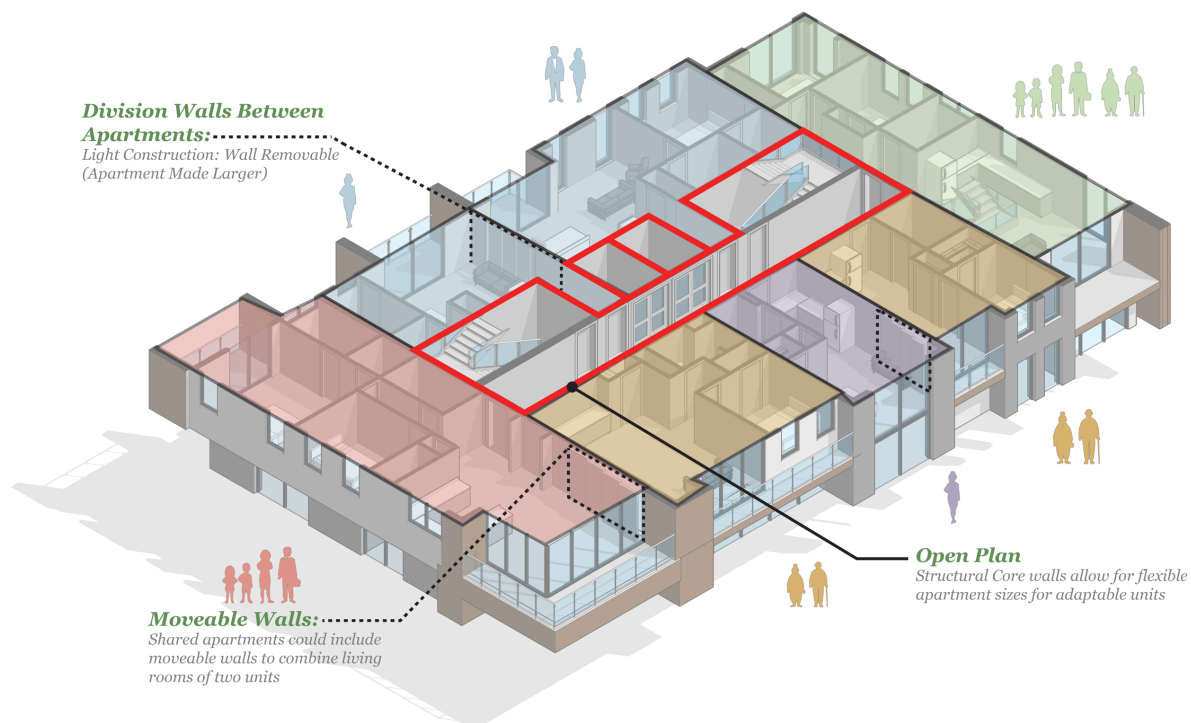 Division Walls Between
Apartments:
Light Construction: Wall Removable
(Apartment Made Larger)
Open Plan
Structural Core walls allow for flexible
apartment sizes for adaptable units
Moveable Walls:
Shared apartments could include
moveable walls to combine living
rooms of two units